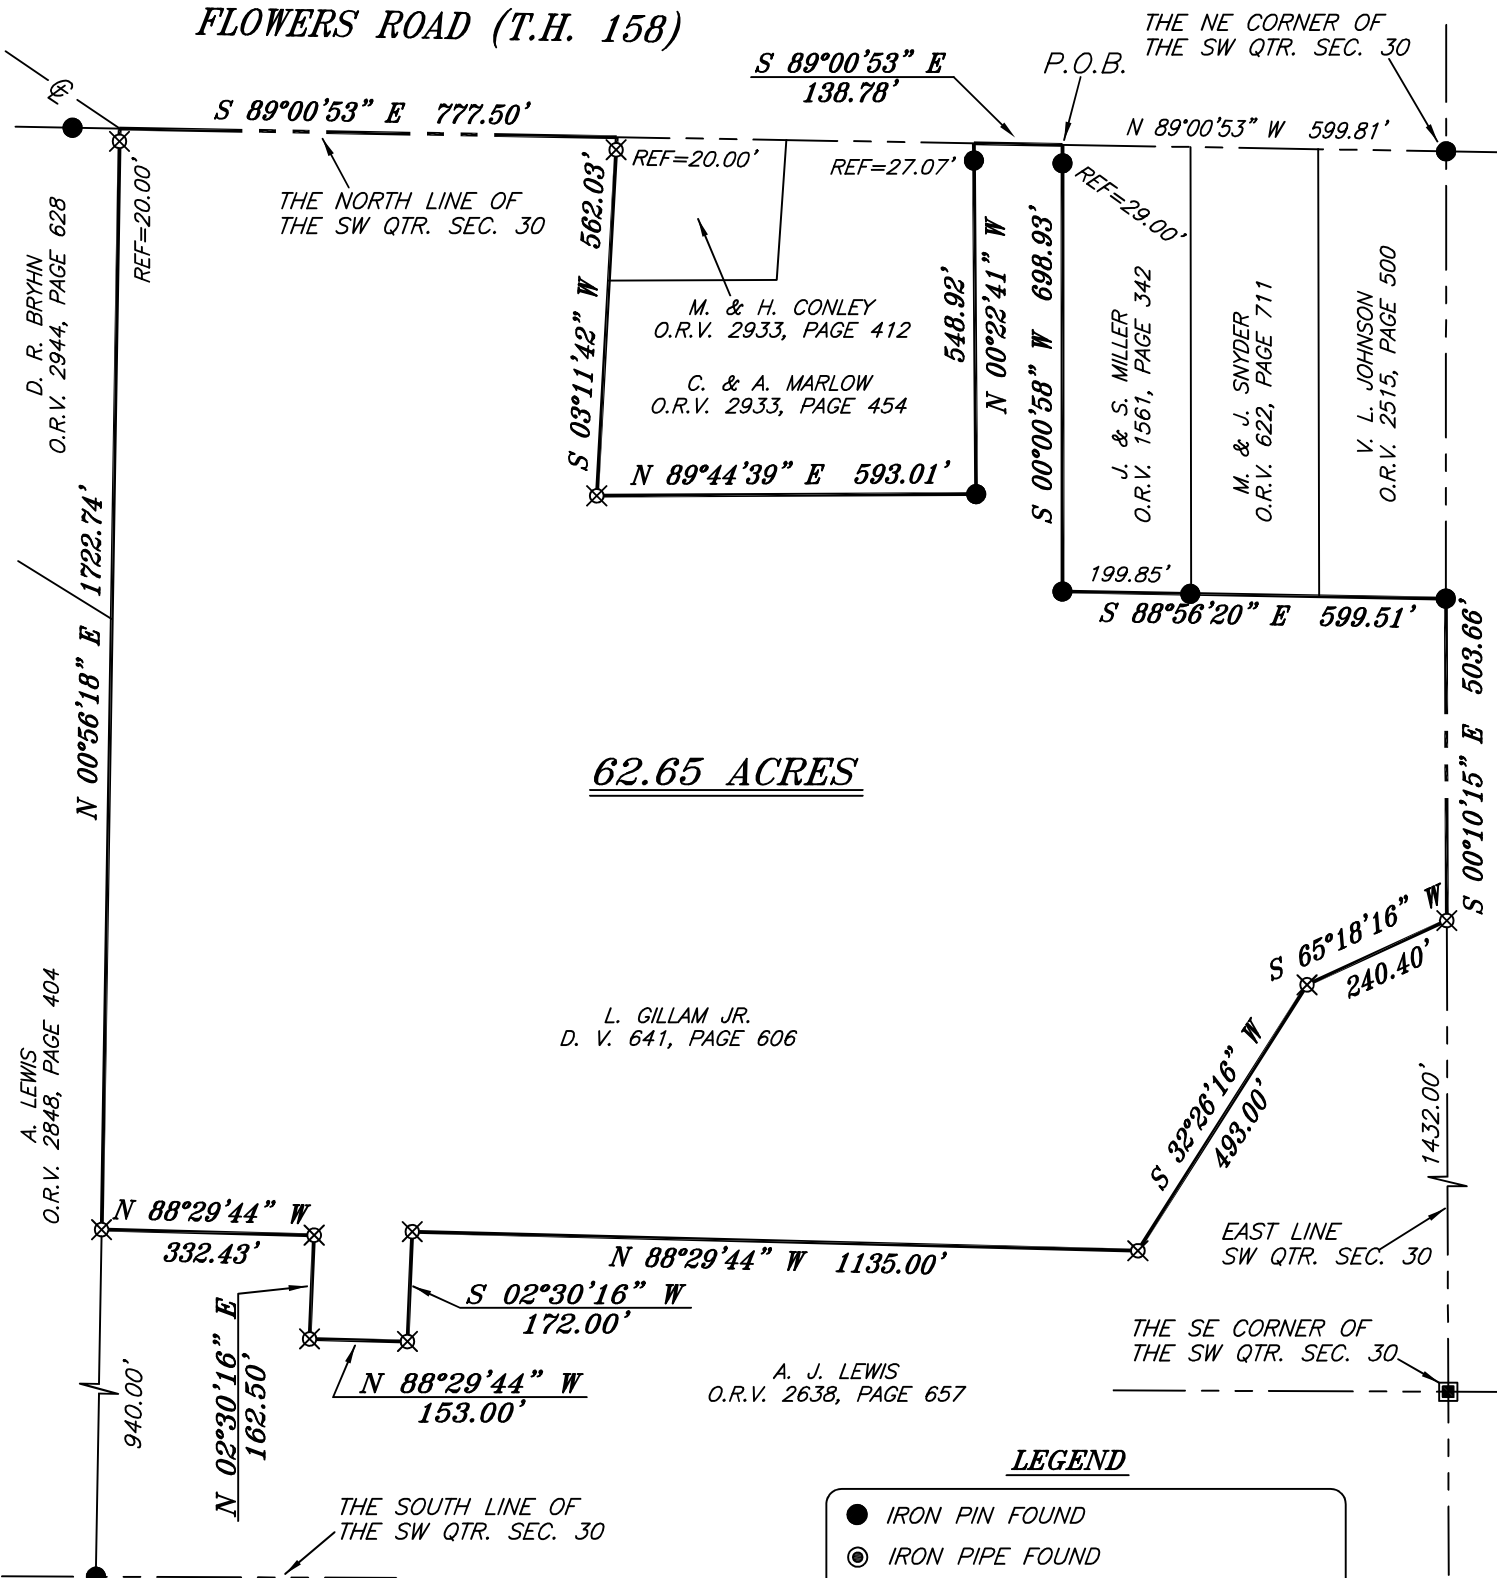 FLOWERS ROAD (T.H. 158)
THE NE CORNER OF
THE SW QTR. SEC. 30
S 89°00'53" E
138.78'
P.O.B.
℄
S 89°00'53" E 777.50'
N 89°00'53" W 599.81'
REF=20.00'
REF=20.00'
REF=27.07'
REF=29.00'
THE NORTH LINE OF
THE SW QTR. SEC. 30
D. R. BRYHN
O.R.V. 2944, PAGE 628
S 03°11'42" W 562.03'
M. & H. CONLEY
O.R.V. 2933, PAGE 412
C. & A. MARLOW
O.R.V. 2933, PAGE 454
548.92'
N 00°22'41" W
S 00°00'58" W 698.93'
J. & S. MILLER
O.R.V. 1561, PAGE 342
M. & J. SNYDER
O.R.V. 622, PAGE 711
V. L. JOHNSON
O.R.V. 2515, PAGE 500
N 89°44'39" E 593.01'
199.85'
S 88°56'20" E 599.51'
N 00°56'18" E 1722.74'
S 00°10'15" E 503.66'
62.65 ACRES
S 65°18'16" W
240.40'
L. GILLAM JR.
D. V. 641, PAGE 606
A. LEWIS
O.R.V. 2848, PAGE 404
S 32°26'16" W
493.00'
1432.00'
N 88°29'44" W
332.43'
N 88°29'44" W 1135.00'
EAST LINE
SW QTR. SEC. 30
S 02°30'16" W
172.00'
N 02°30'16" E
162.50'
THE SE CORNER OF
THE SW QTR. SEC. 30
N 88°29'44" W
153.00'
A. J. LEWIS
O.R.V. 2638, PAGE 657
940.00'
THE SOUTH LINE OF
THE SW QTR. SEC. 30
LEGEND
IRON PIN FOUND
IRON PIPE FOUND